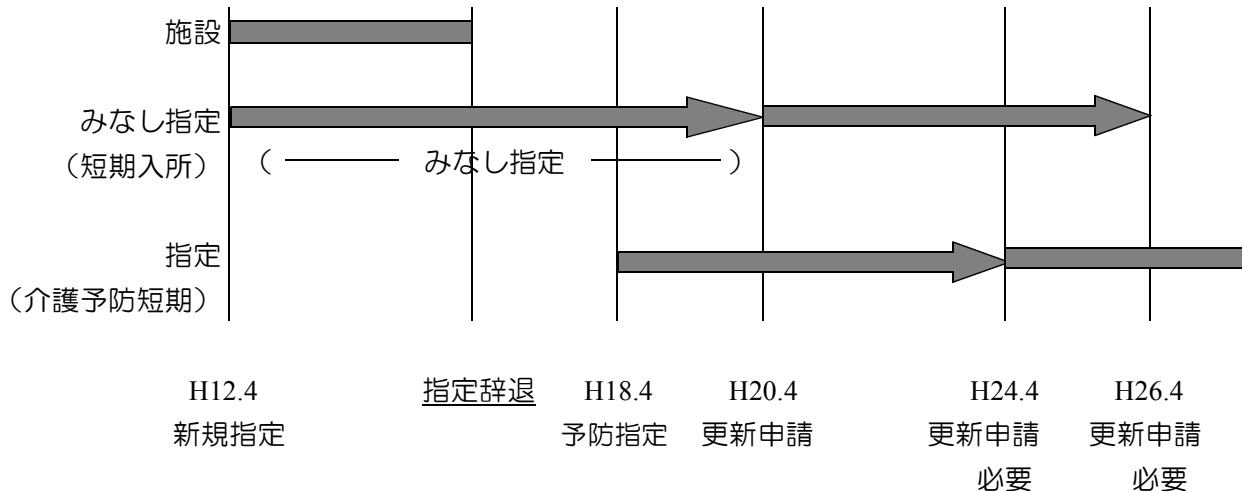 施設
みなし指定
（短期入所）
（ ――― みなし指定 ――― ）
指定
（介護予防短期）
H12.4 指定辞退 H18.4 H20.4 H24.4 H26.4
新規指定 予防指定 更新申請 更新申請 更新申請
必要 必要